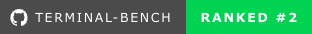 TERMINAL-BENCH RANKED #2